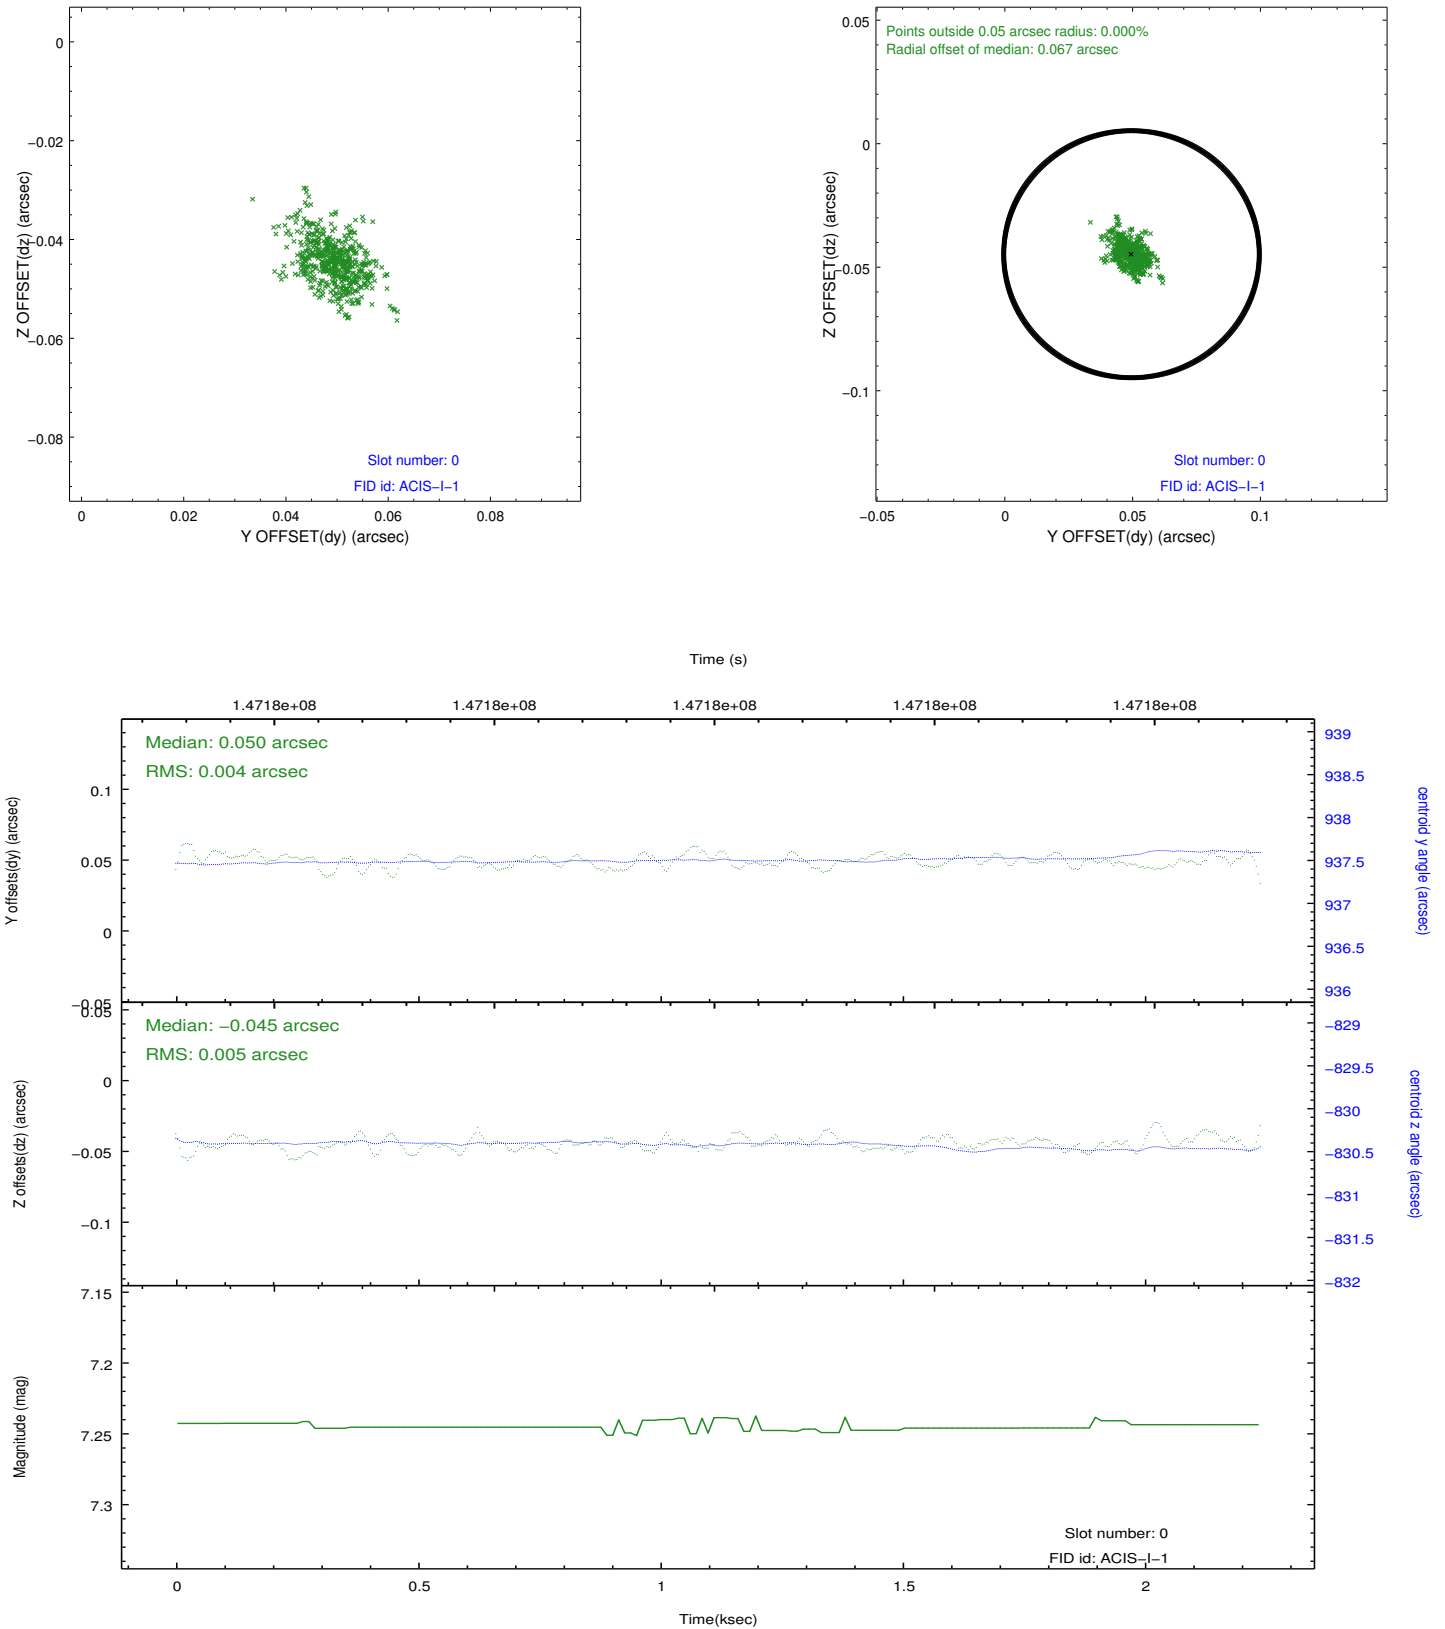 0
−0.02
−0.04
−0.06
−0.08
Z OFFSET(dz) (arcsec)
Slot number: 0
FID id: ACIS−I−1
0
0.02
0.04
0.06
0.08
Y OFFSET(dy) (arcsec)
Points outside 0.05 arcsec radius: 0.000%
Radial offset of median: 0.067 arcsec
0.05
0
−0.05
−0.1
Z OFFSET(dz) (arcsec)
Slot number: 0
FID id: ACIS−I−1
−0.05
0
0.05
0.1
Y OFFSET(dy) (arcsec)
Time (s)
1.4718e+08
1.4718e+08
1.4718e+08
1.4718e+08
1.4718e+08
Median: 0.050 arcsec
RMS: 0.004 arcsec
0.1
0.05
0
−0.05
Y offsets(dy) (arcsec)
939
938.5
938
937.5
937
936.5
936
centroid y angle (arcsec)
Median: −0.045 arcsec
RMS: 0.005 arcsec
0.05
0
−0.05
−0.1
Z offsets(dz) (arcsec)
−829
−829.5
−830
−830.5
−831
−831.5
−832
centroid z angle (arcsec)
7.15
7.2
7.25
7.3
Magnitude (mag)
Slot number: 0
FID id: ACIS−I−1
0
0.5
1
1.5
2
Time(ksec)